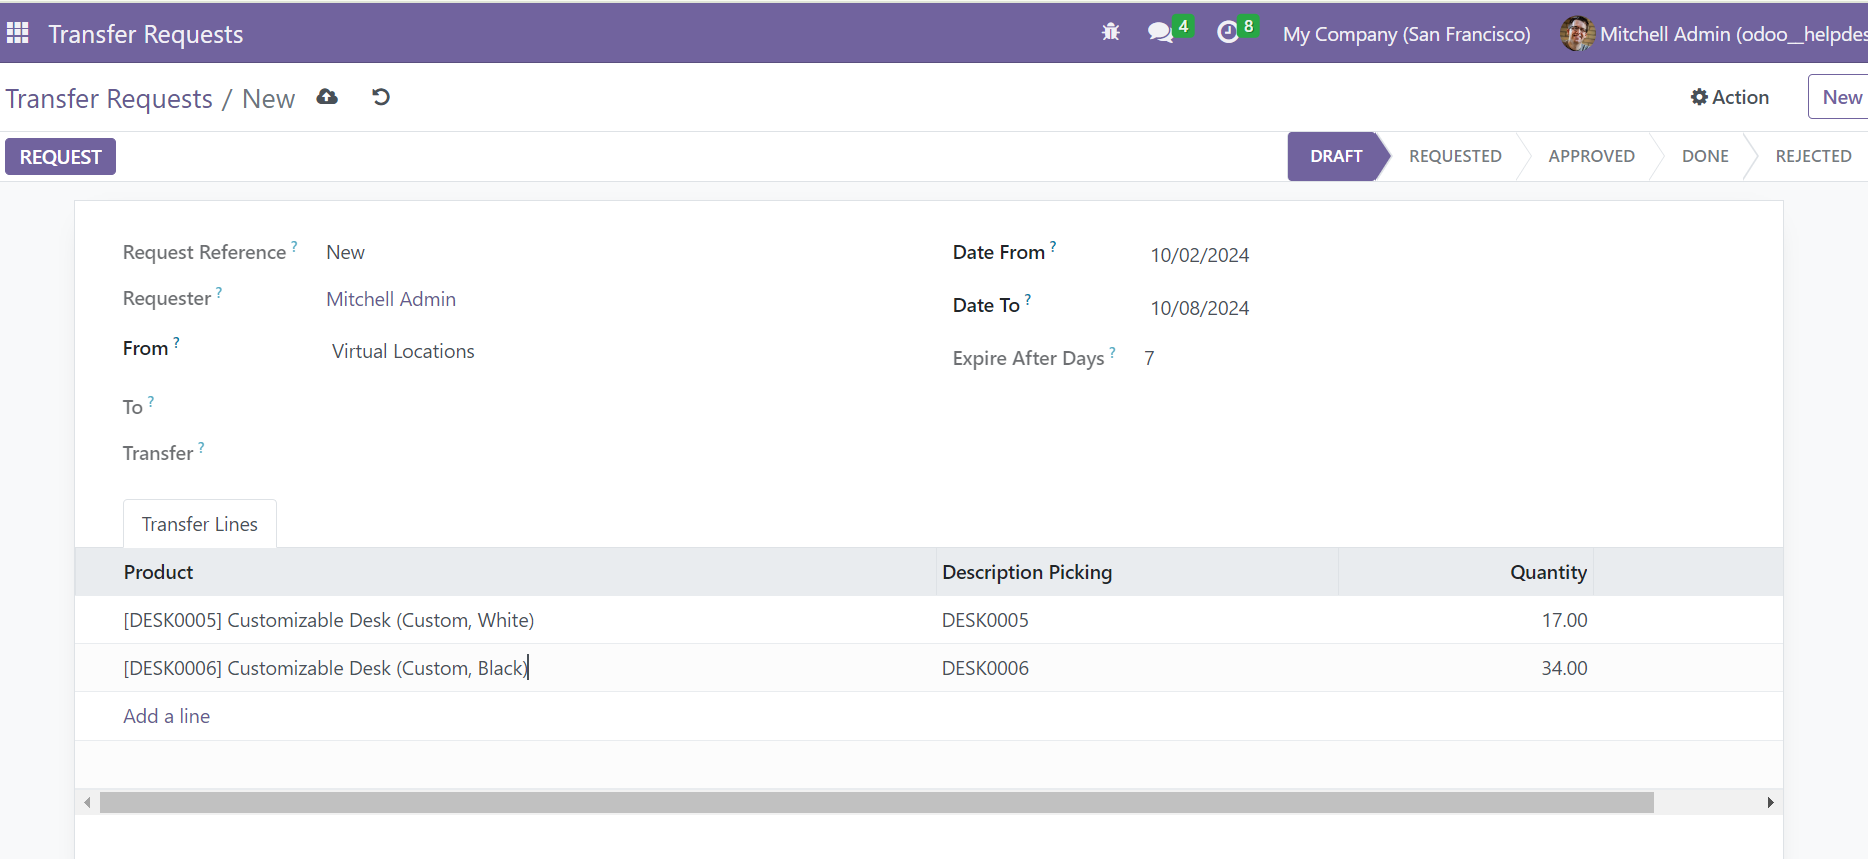 Transfer Requests 4 8 My Company (San Francisco) Mitchell Admin (odoo__helpdes
Transfer Requests / New Action New
REQUEST DRAFT REQUESTED APPROVED DONE REJECTED
Request Reference ? New Date From ? 10/02/2024
Requester ? Mitchell Admin Date To ? 10/08/2024
From ? Virtual Locations Expire After Days ? 7
To ?
Transfer ?
Transfer Lines
Product Description Picking Quantity
[DESK0005] Customizable Desk (Custom, White) DESK0005 17.00
[DESK0006] Customizable Desk (Custom, Black) DESK0006 34.00
Add a line